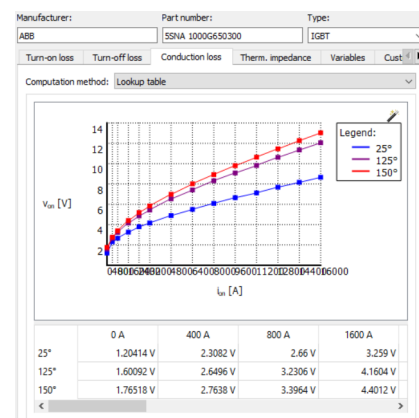 Manufacturer: Part number: Type:
ABB 5SNA 1000G650300 IGBT
Turn-on loss Turn-off loss Conduction loss Therm. impedance Variables Cust
Computation method: Lookup table
14
12
10
8
6
4
2
Von [V]
Legend:
25°
125°
150°
ion [A]
0 A 400 A 800 A 1600 A
25° 1.20414 V 2.3082 V 2.66 V 3.259 V
125° 1.60092 V 2.6496 V 3.2306 V 4.1604 V
150° 1.76518 V 2.7638 V 3.3964 V 4.4012 V